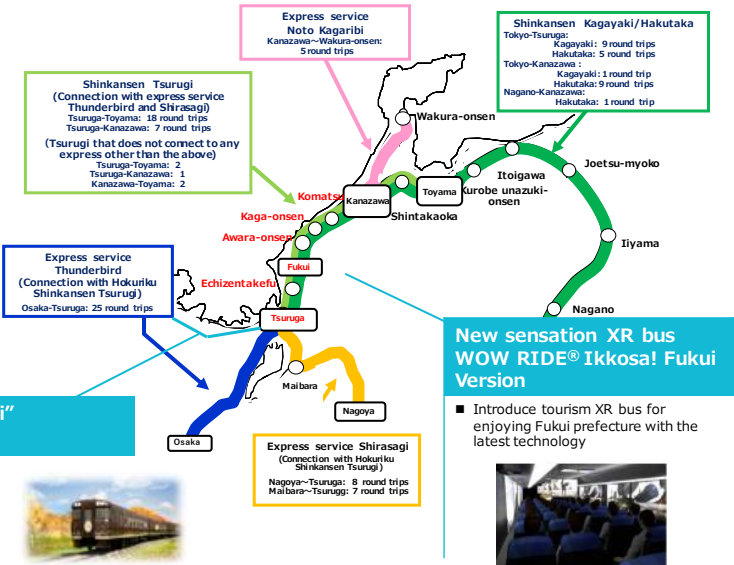 Express service
Noto Kagaribi
Kanazawa～Wakura-onsen:
5 round trips
Shinkansen Kagayaki/Hakutaka
Tokyo-Tsuruga:
Kagayaki: 9 round trips
Hakutaka: 5 round trips
Tokyo-Kanazawa :
Kagayaki: 1 round trip
Hakutaka: 9 round trips
Nagano-Kanazawa:
Hakutaka: 1 round trip
Shinkansen Tsurugi
(Connection with express service
Thunderbird and Shirasagi)
Tsuruga-Toyama: 18 round trips
Tsuruga-Kanazawa: 7 round trips
(Tsurugi that does not connect to any
express other than the above)
Tsuruga-Toyama: 2
Tsuruga-Kanazawa: 1
Kanazawa-Toyama: 2
Wakura-onsen
Itoigawa
Joetsu-myoko
Kurobe unazuki-
onsen
Toyama
Komatsu
Kanazawa
Shintakaoka
Kaga-onsen
Awara-onsen
Iiyama
Express service
Thunderbird
(Connection with Hokuriku
Shinkansen Tsurugi)
Osaka-Tsuruga: 25 round trips
Fukui
Echizentakefu
Tsuruga
Nagano
Maibara
Nagoya
Osaka
Express service Shirasagi
(Connection with Hokuriku
Shinkansen Tsurugi)
Nagoya～Tsuruga: 8 round trips
Maibara～Tsurugg: 7 round trips
i”
New sensation XR bus
WOW RIDE® Ikkosa! Fukui
Version
■ Introduce tourism XR bus for
enjoying Fukui prefecture with the
latest technology